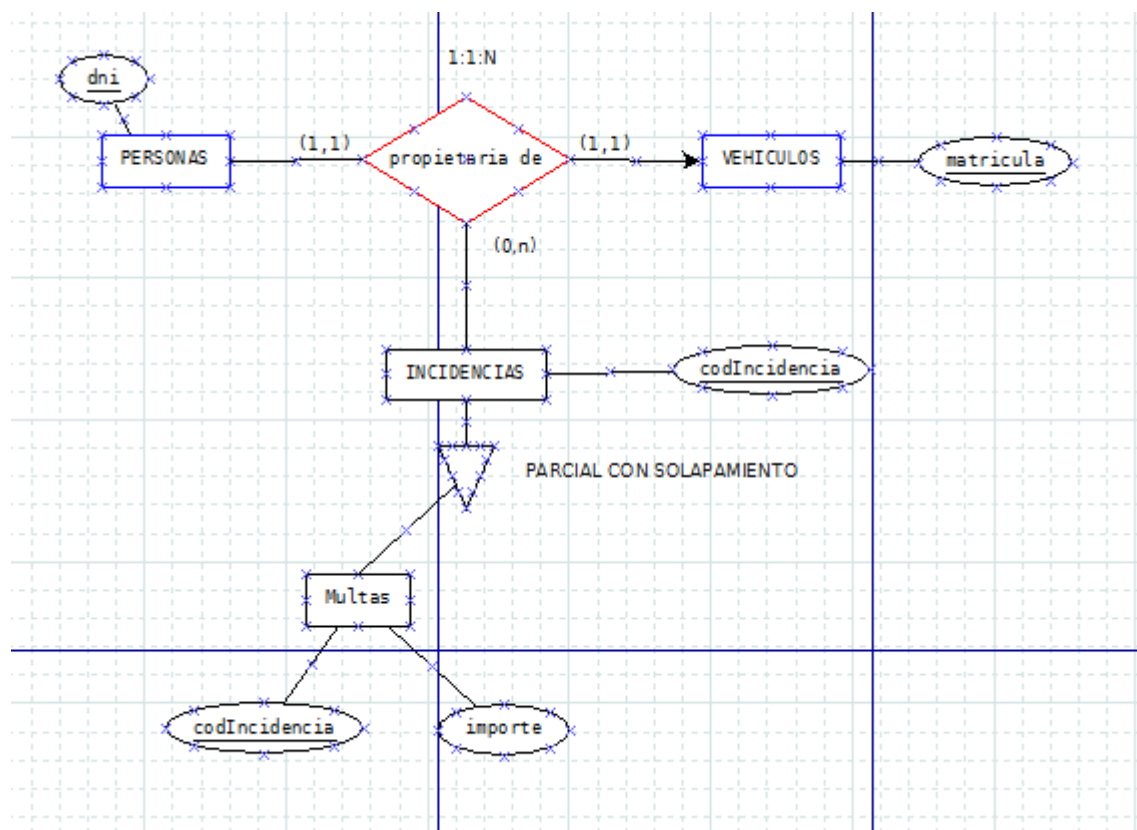 1:1:N
dni
PERSONAS
(1,1)
propietaria de
(1,1)
VEHICULOS
matricula
(0,n)
INCIDENCIAS
codIncidencia
PARCIAL CON SOLAPAMIENTO
Multas
codIncidencia
importe